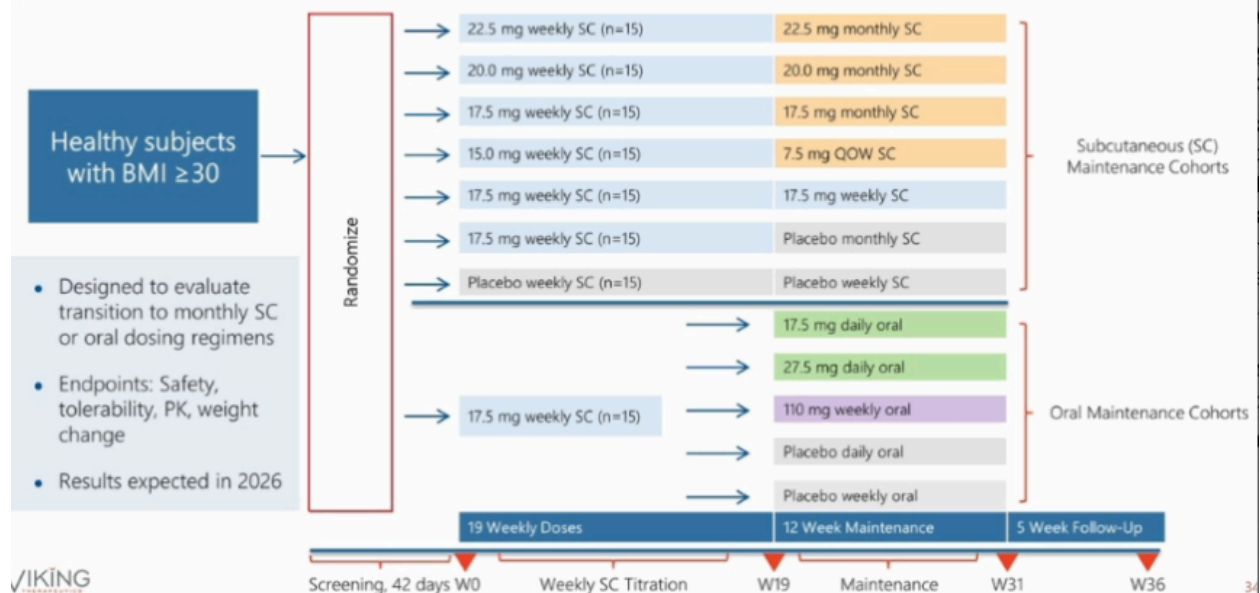 Healthy subjects
with BMI ≥30
• Designed to evaluate
transition to monthly SC
or oral dosing regimens
• Endpoints: Safety,
tolerability, PK, weight
change
• Results expected in 2026
Randomize
22.5 mg weekly SC (n=15)
22.5 mg monthly SC
20.0 mg weekly SC (n=15)
20.0 mg monthly SC
17.5 mg weekly SC (n=15)
17.5 mg monthly SC
15.0 mg weekly SC (n=15)
7.5 mg QOW SC
17.5 mg weekly SC (n=15)
17.5 mg weekly SC
17.5 mg weekly SC (n=15)
Placebo monthly SC
Placebo weekly SC (n=15)
Placebo weekly SC
Subcutaneous (SC)
Maintenance Cohorts
17.5 mg weekly SC (n=15)
17.5 mg daily oral
27.5 mg daily oral
110 mg weekly oral
Placebo daily oral
Placebo weekly oral
Oral Maintenance Cohorts
19 Weekly Doses
12 Week Maintenance
5 Week Follow-Up
Screening, 42 days
W0
Weekly SC Titration
W19
Maintenance
W31
W36
VIKING
THERAPEUTICS
34